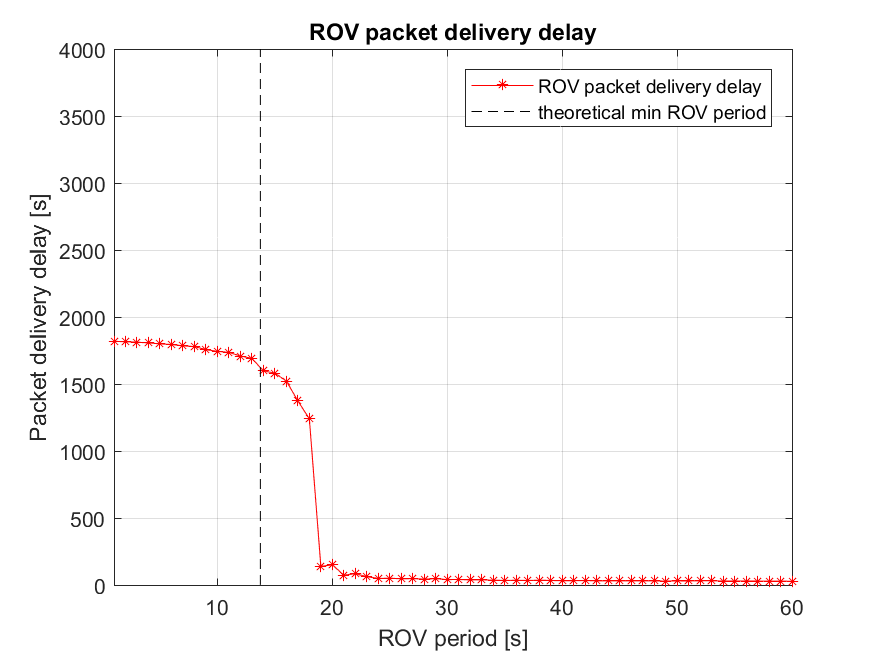 ROV packet delivery delay
4000
3500
3000
2500
2000
1500
1000
500
0
Packet delivery delay [s]
ROV packet delivery delay
theoretical min ROV period
10 20 30 40 50 60
ROV period [s]